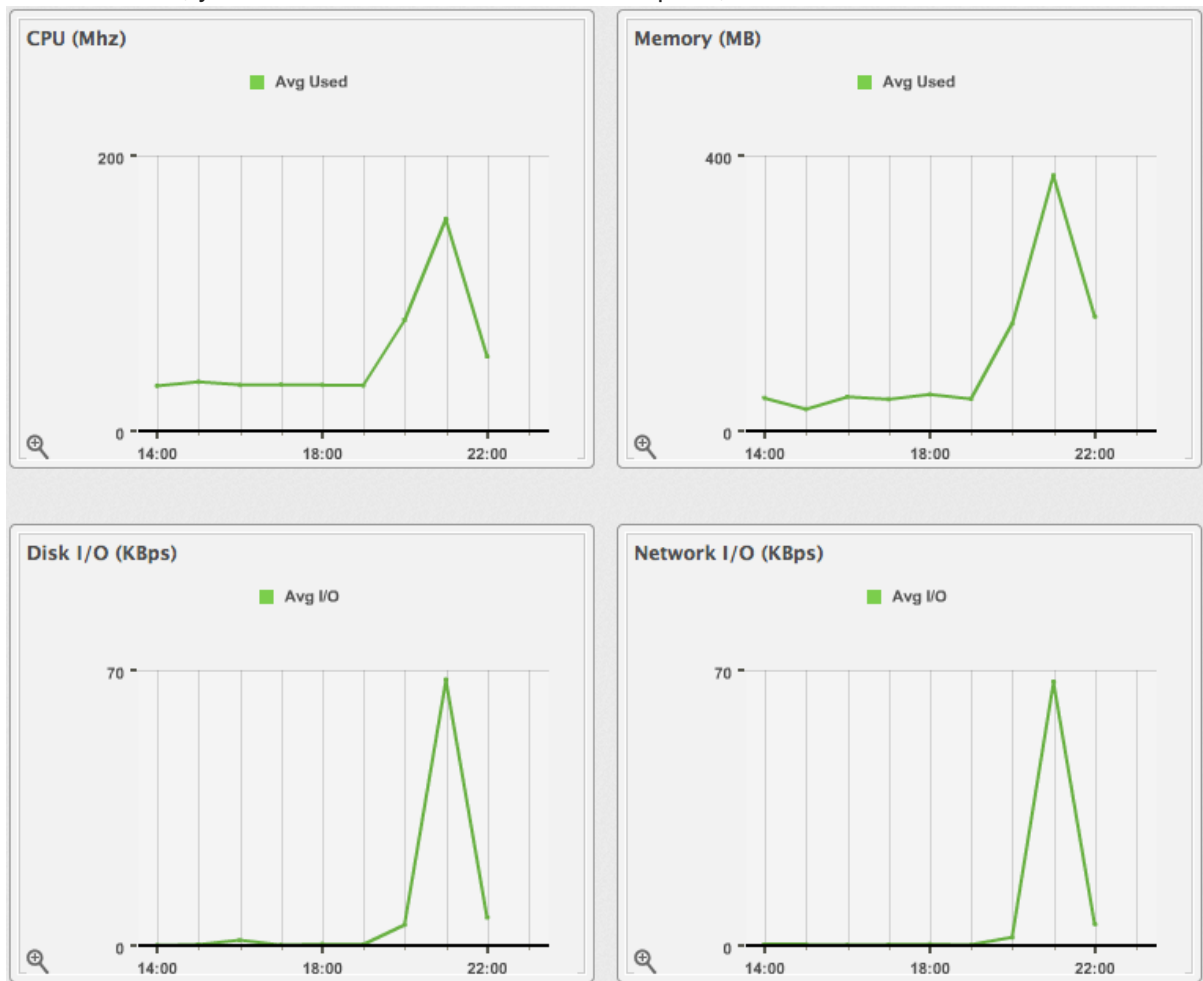 CPU (Mhz)
Avg Used
200
0
14:00 18:00 22:00
Memory (MB)
Avg Used
400
0
14:00 18:00 22:00
Disk I/O (KBps)
Avg I/O
70
0
14:00 18:00 22:00
Network I/O (KBps)
Avg I/O
70
0
14:00 18:00 22:00